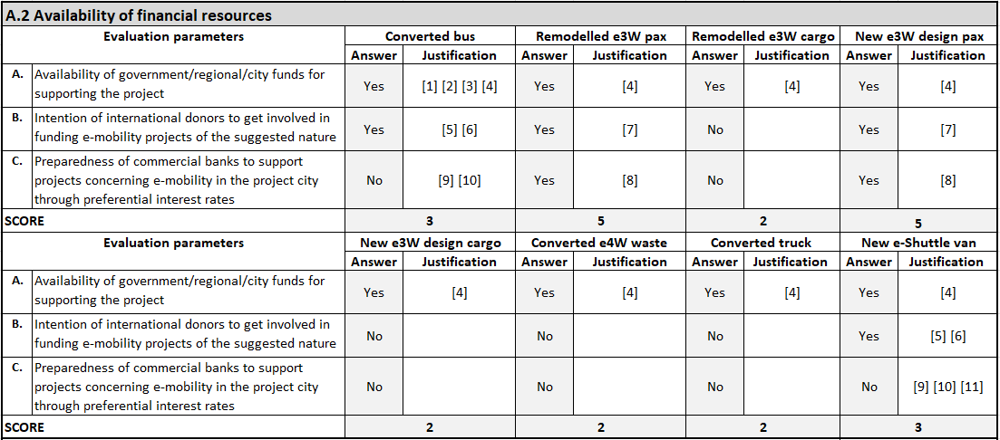 A.2 Availability of financial resources
Evaluation parameters Converted bus Remodelled e3W pax Remodelled e3W cargo New e3W design pax
Answer Justification Answer Justification Answer Justification Answer Justification
A. Availability of government/regional/city funds for
supporting the project
Yes [1] [2] [3] [4] Yes [4] Yes [4] Yes [4]
B. Intention of international donors to get involved in
funding e-mobility projects of the suggested nature
Yes [5] [6] Yes [7] No Yes [7]
C. Preparedness of commercial banks to support
projects concerning e-mobility in the project city
through preferential interest rates
No [9] [10] Yes [8] No Yes [8]
SCORE 3 5 2 5
Evaluation parameters New e3W design cargo Converted e4W waste Converted truck New e-Shuttle van
Answer Justification Answer Justification Answer Justification Answer Justification
A. Availability of government/regional/city funds for
supporting the project
Yes [4] Yes [4] Yes [4] Yes [4]
B. Intention of international donors to get involved in
funding e-mobility projects of the suggested nature
No No No Yes [5] [6]
C. Preparedness of commercial banks to support
projects concerning e-mobility in the project city
through preferential interest rates
No No No No [9] [10] [11]
SCORE 2 2 2 3